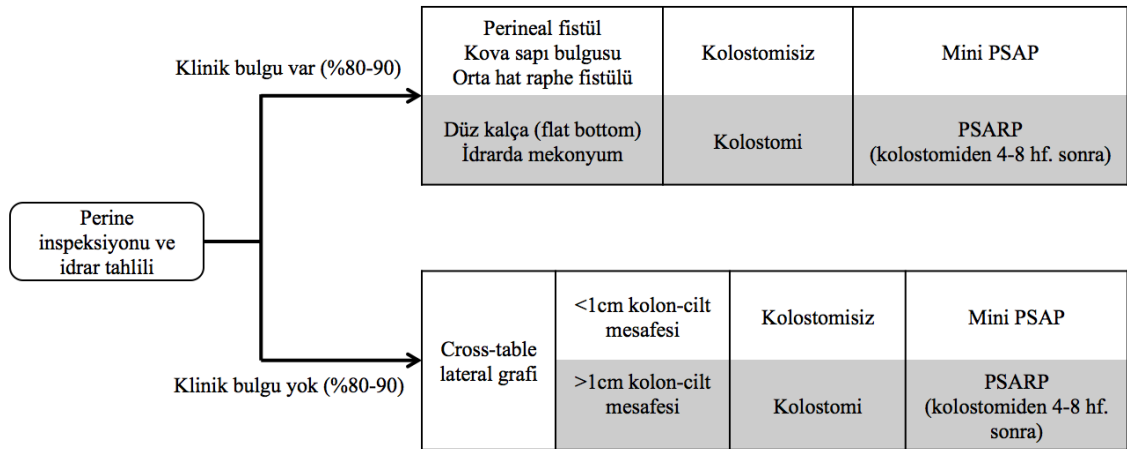 Perine
inspeksiyonu ve
idrar tahlili
Klinik bulgu var (%80-90)
Perineal fistül
Kova sapı bulgusu
Orta hat raphe fistülü
Kolostomisiz
Mini PSAP
Düz kalça (flat bottom)
İdrarda mekonyum
Kolostomi
PSARP
(kolostomiden 4-8 hf. sonra)
Klinik bulgu yok (%80-90)
Cross-table
lateral grafi
<1cm kolon-cilt
mesafesi
Kolostomisiz
Mini PSAP
>1cm kolon-cilt
mesafesi
Kolostomi
PSARP
(kolostomiden 4-8 hf.
sonra)